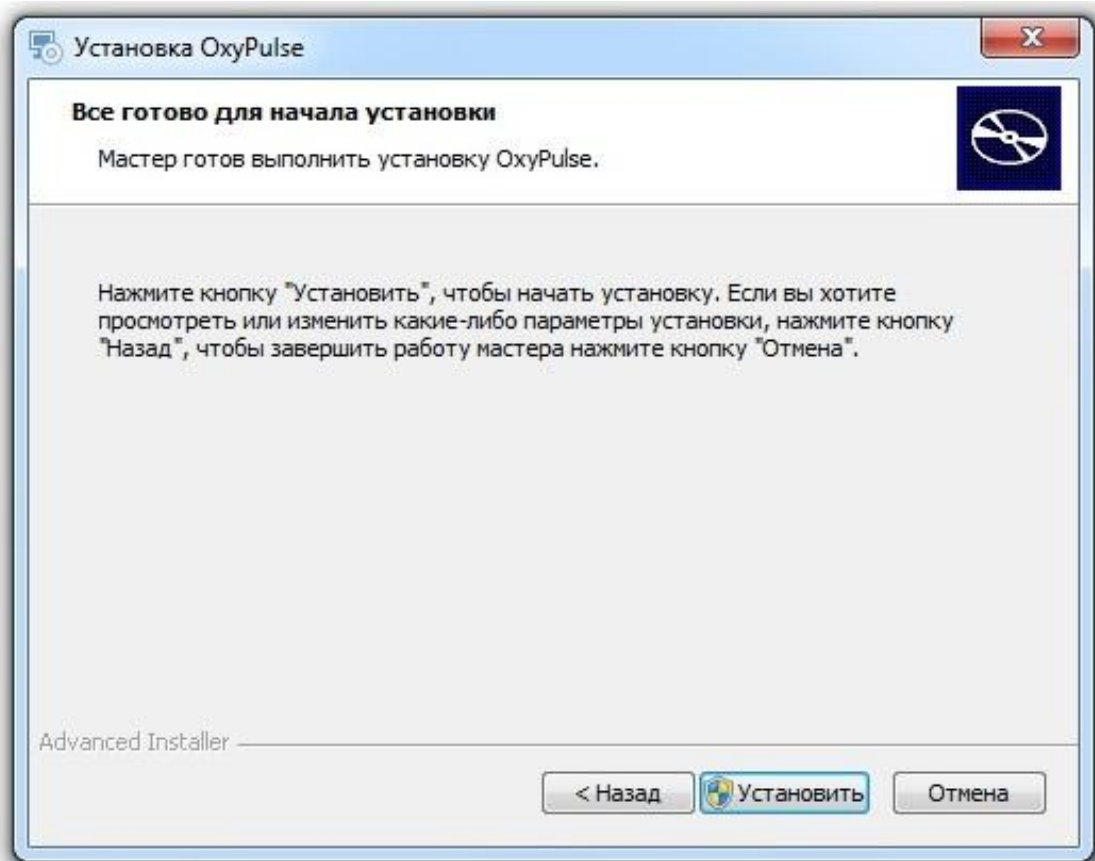 Установка OxyPulse
Все готово для начала установки
Мастер готов выполнить установку OxyPulse.
Нажмите кнопку "Установить", чтобы начать установку. Если вы хотите
просмотреть или изменить какие-либо параметры установки, нажмите кнопку
"Назад", чтобы завершить работу мастера нажмите кнопку "Отмена".
Advanced Installer
< Назад
Установить
Отмена